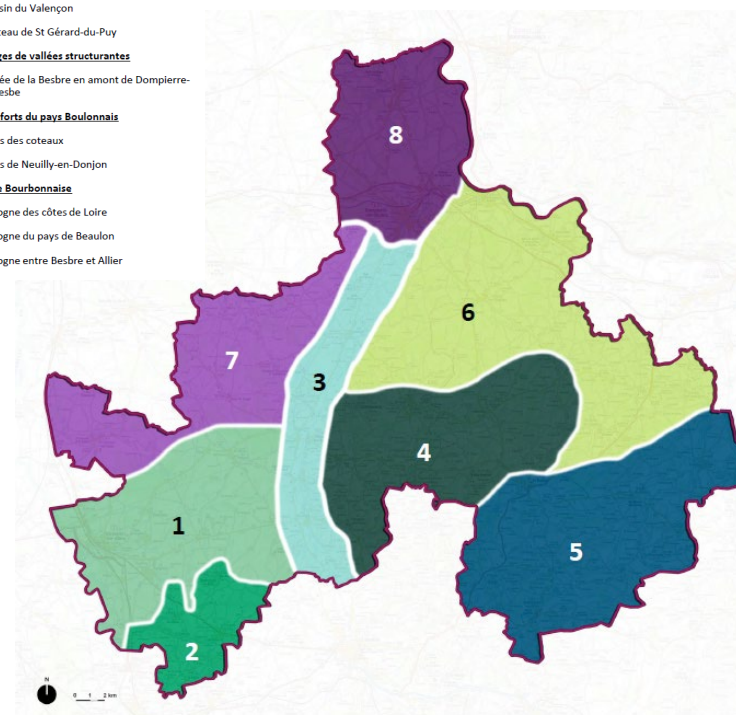 sin du Valençon
teau de St Gérard-du-Puy
ges de vallées structurantes
ée de la Besbre en amont de Dompierre-
esbe
forts du pays Boulonnais
s des coteaux
s de Neuilly-en-Donjon
e Bourbonnaise
ogne des côtes de Loire
ogne du pays de Beaulon
ogne entre Besbre et Allier
8
6
7
3
4
1
5
2
N
0 1 2 km